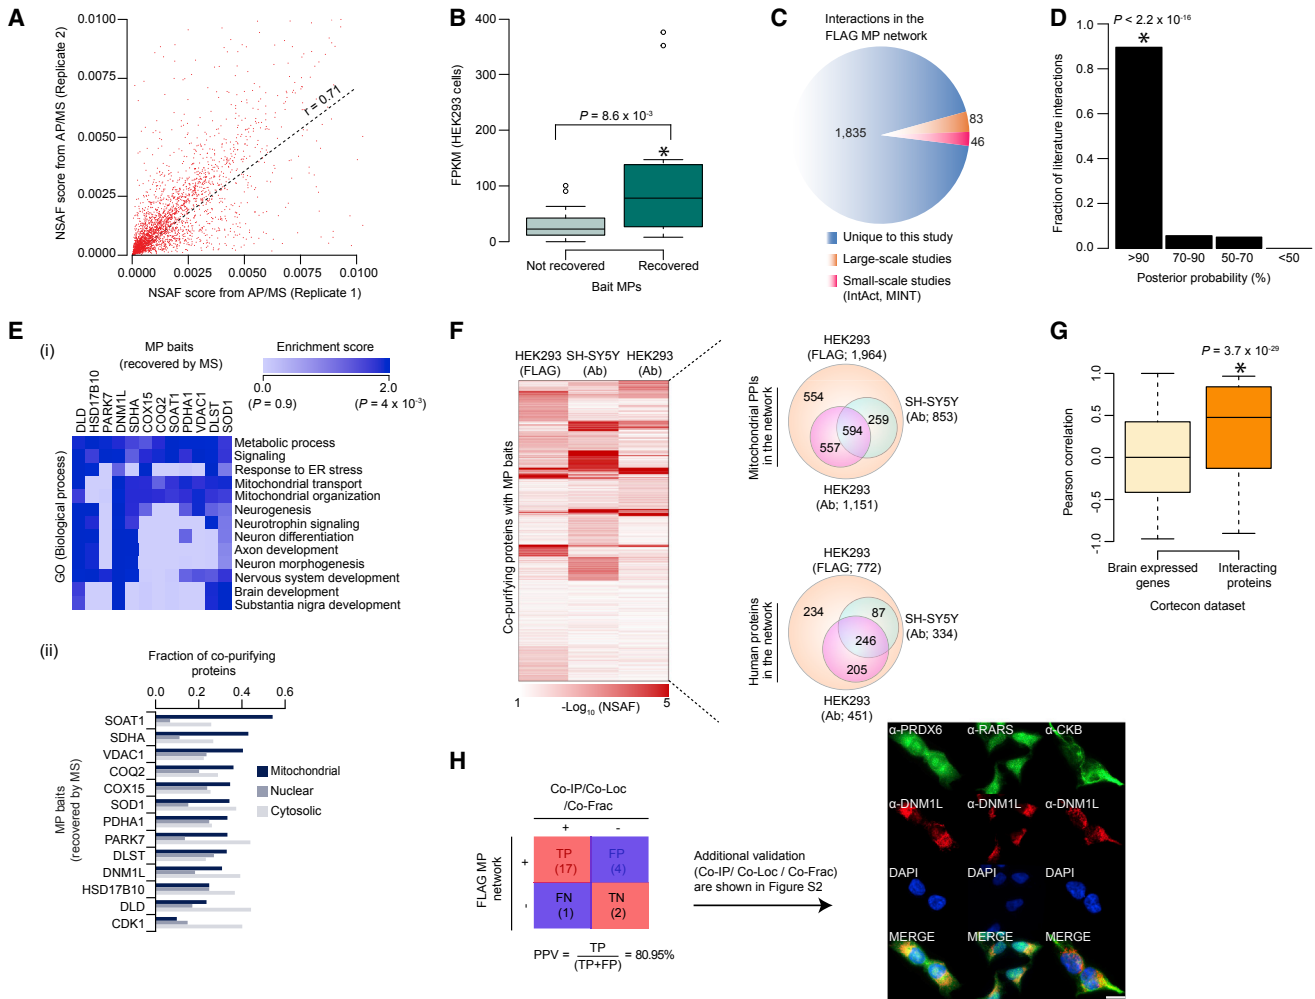 A
NSAF score from AP/MS (Replicate 2)
0.0100
0.0075
0.0050
0.0025
0.0000
r = 0.71
0.0000 0.0025 0.0050 0.0075 0.0100
NSAF score from AP/MS (Replicate 1)
B
FPKM (HEK293 cells)
400
300
200
100
0
P = 8.6 x 10-3
*
Not recovered Recovered
Bait MPs
C
Interactions in the
FLAG MP network
1,835
83
46
Unique to this study
Large-scale studies
Small-scale studies
(IntAct, MINT)
D
P < 2.2 x 10-16
*
Fraction of literature interactions
1.0
0.8
0.6
0.4
0.2
0.0
>90 70-90 50-70 <50
Posterior probability (%)
E
(i)
MP baits
(recovered by MS)
Enrichment score
0.0 2.0
(P = 0.9) (P = 4 x 10-3)
DLD
HSD17B10
PARK7
DNM1L
SDHA
COX15
COQ2
SOAT1
PDHA1
VDAC1
DLST
SOD1
GO (Biological process)
Metabolic process
Signaling
Response to ER stress
Mitochondrial transport
Mitochondrial organization
Neurogenesis
Neurotrophin signaling
Neuron differentiation
Axon development
Neuron morphogenesis
Nervous system development
Brain development
Substantia nigra development
(ii)
Fraction of co-purifying
proteins
0.0 0.2 0.4 0.6
MP baits
(recovered by MS)
SOAT1
SDHA
VDAC1
COQ2
COX15
SOD1
PDHA1
PARK7
DLST
DNM1L
HSD17B10
DLD
CDK1
Mitochondrial
Nuclear
Cytosolic
F
HEK293 SH-SY5Y HEK293
(FLAG) (Ab) (Ab)
Co-purifying proteins with MP baits
1 5
-Log10 (NSAF)
Mitochondrial PPIs
in the network
HEK293
(FLAG; 1,964)
554
SH-SY5Y
(Ab; 853)
259
594
557
HEK293
(Ab; 1,151)
Human proteins
in the network
HEK293
(FLAG; 772)
234
87
SH-SY5Y
(Ab; 334)
246
205
HEK293
(Ab; 451)
G
P = 3.7 x 10-29
*
Pearson correlation
1.0
0.5
0.0
-0.5
-1.0
Brain expressed
genes
Interacting
proteins
Cortecon dataset
H
Co-IP/Co-Loc
/Co-Frac
+ -
FLAG MP
network
+
-
TP
(17)
FP
(4)
FN
(1)
TN
(2)
PPV = TP/(TP+FP) = 80.95%
Additional validation
(Co-IP/ Co-Loc / Co-Frac)
are shown in Figure S2
α-PRDX6 α-RARS α-CKB
α-DNM1L α-DNM1L α-DNM1L
DAPI DAPI DAPI
MERGE MERGE MERGE